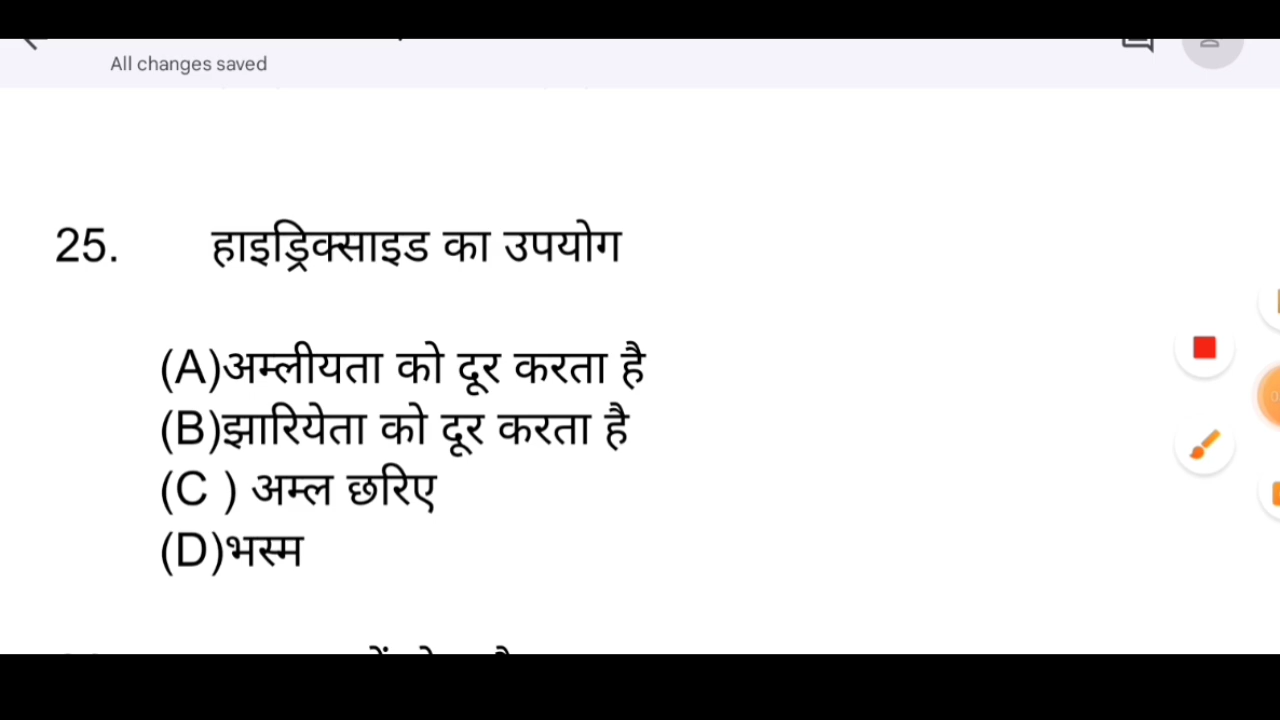 All changes saved
25. हाइड्रिक्साइड का उपयोग
(A)अम्लीयता को दूर करता है
(B)झारियेता को दूर करता है
(C ) अम्ल छरिए
(D)भस्म